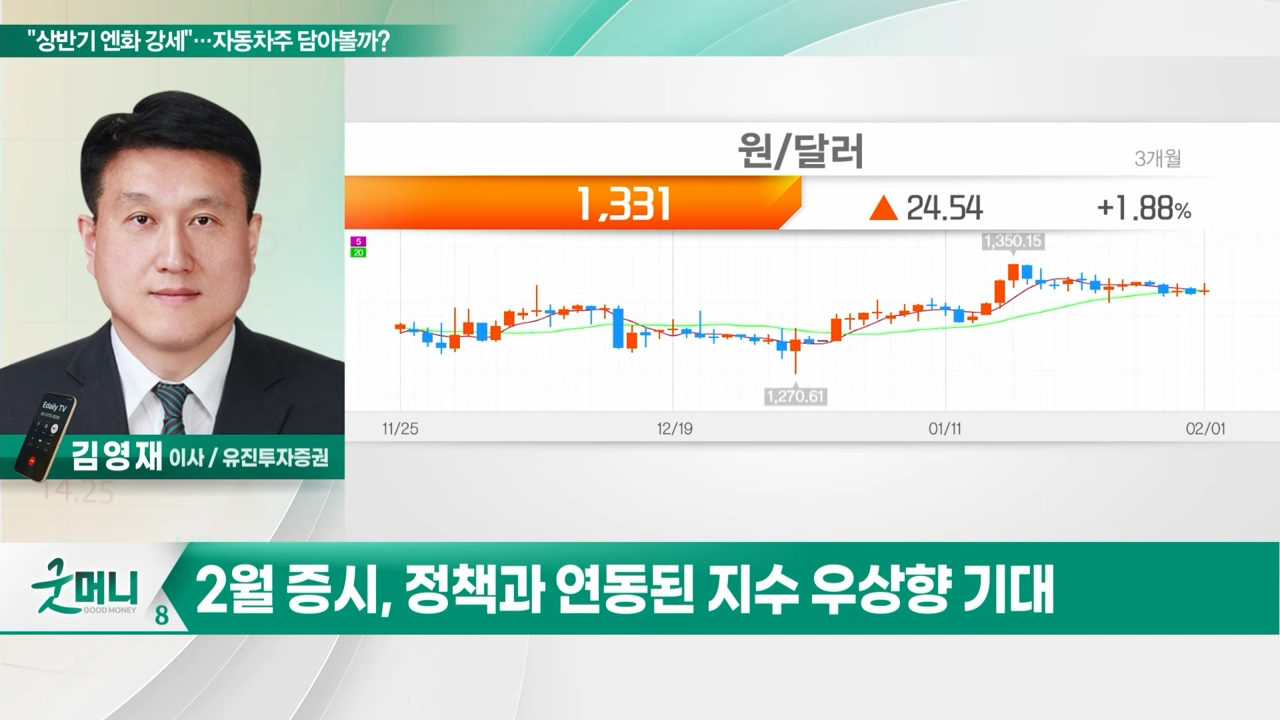 "상반기 엔화 강세"…자동차주 담아볼까?
원/달러
3개월
1,331
▲ 24.54
+1.88%
5
20
1,350.15
1,270.61
11/25
12/19
01/11
02/01
Edaily TV
김영재 이사 / 유진투자증권
14.25
굿머니
GOOD MONEY
8
2월 증시, 정책과 연동된 지수 우상향 기대